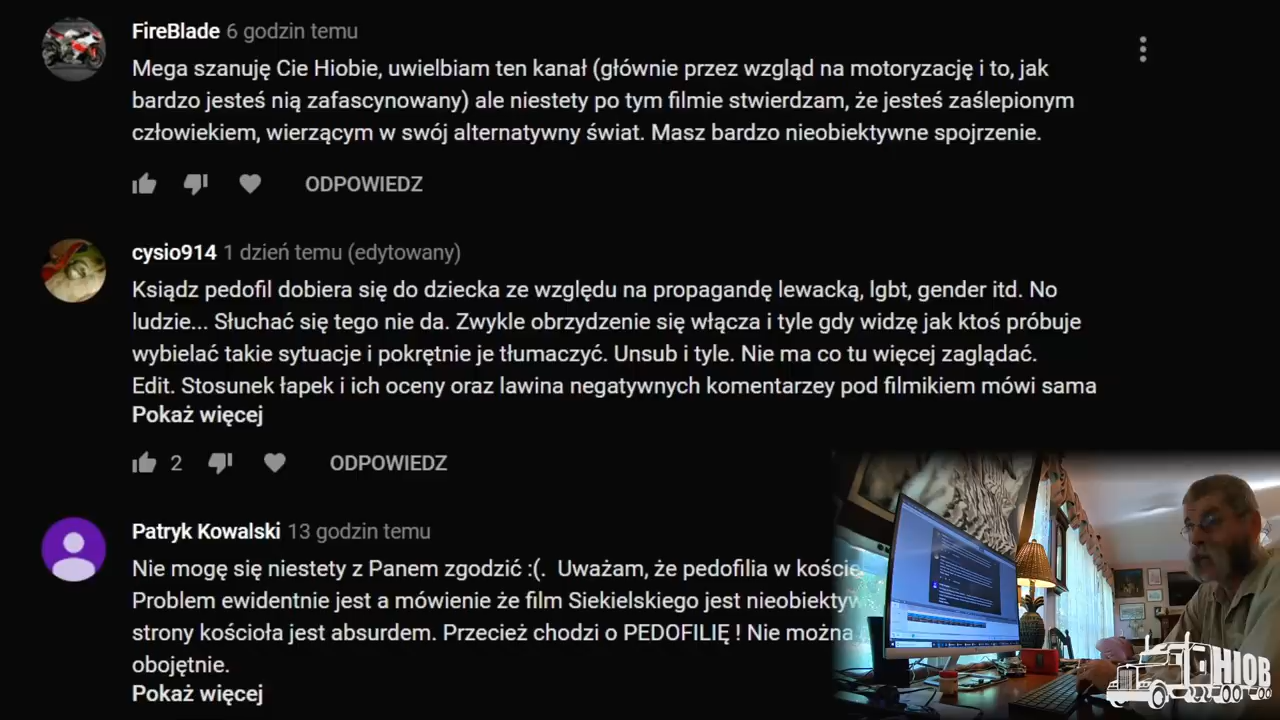 FireBlade 6 godzin temu
Mega szanuję Cie Hiobie, uwielbiam ten kanał (głównie przez wzgląd na motoryzację i to, jak
bardzo jesteś nią zafascynowany) ale niestety po tym filmie stwierdzam, że jesteś zaślepionym
człowiekiem, wierzącym w swój alternatywny świat. Masz bardzo nieobiektywne spojrzenie.
ODPOWIEDZ
cysio914 1 dzień temu (edytowany)
Ksiądz pedofil dobiera się do dziecka ze względu na propagandę lewacką, lgbt, gender itd. No
ludzie... Słuchać się tego nie da. Zwykle obrzydzenie się włącza i tyle gdy widzę jak ktoś próbuje
wybielać takie sytuacje i pokrętnie je tłumaczyć. Unsub i tyle. Nie ma co tu więcej zaglądać.
Edit. Stosunek łapek i ich oceny oraz lawina negatywnych komentarzey pod filmikiem mówi sama
Pokaż więcej
2 ODPOWIEDZ
Patryk Kowalski 13 godzin temu
Nie mogę się niestety z Panem zgodzić :(. Uważam, że pedofilia w koście
Problem ewidentnie jest a mówienie że film Siekielskiego jest nieobiektyw
strony kościoła jest absurdem. Przecież chodzi o PEDOFILIĘ ! Nie można
obojętnie.
Pokaż więcej
HIOB